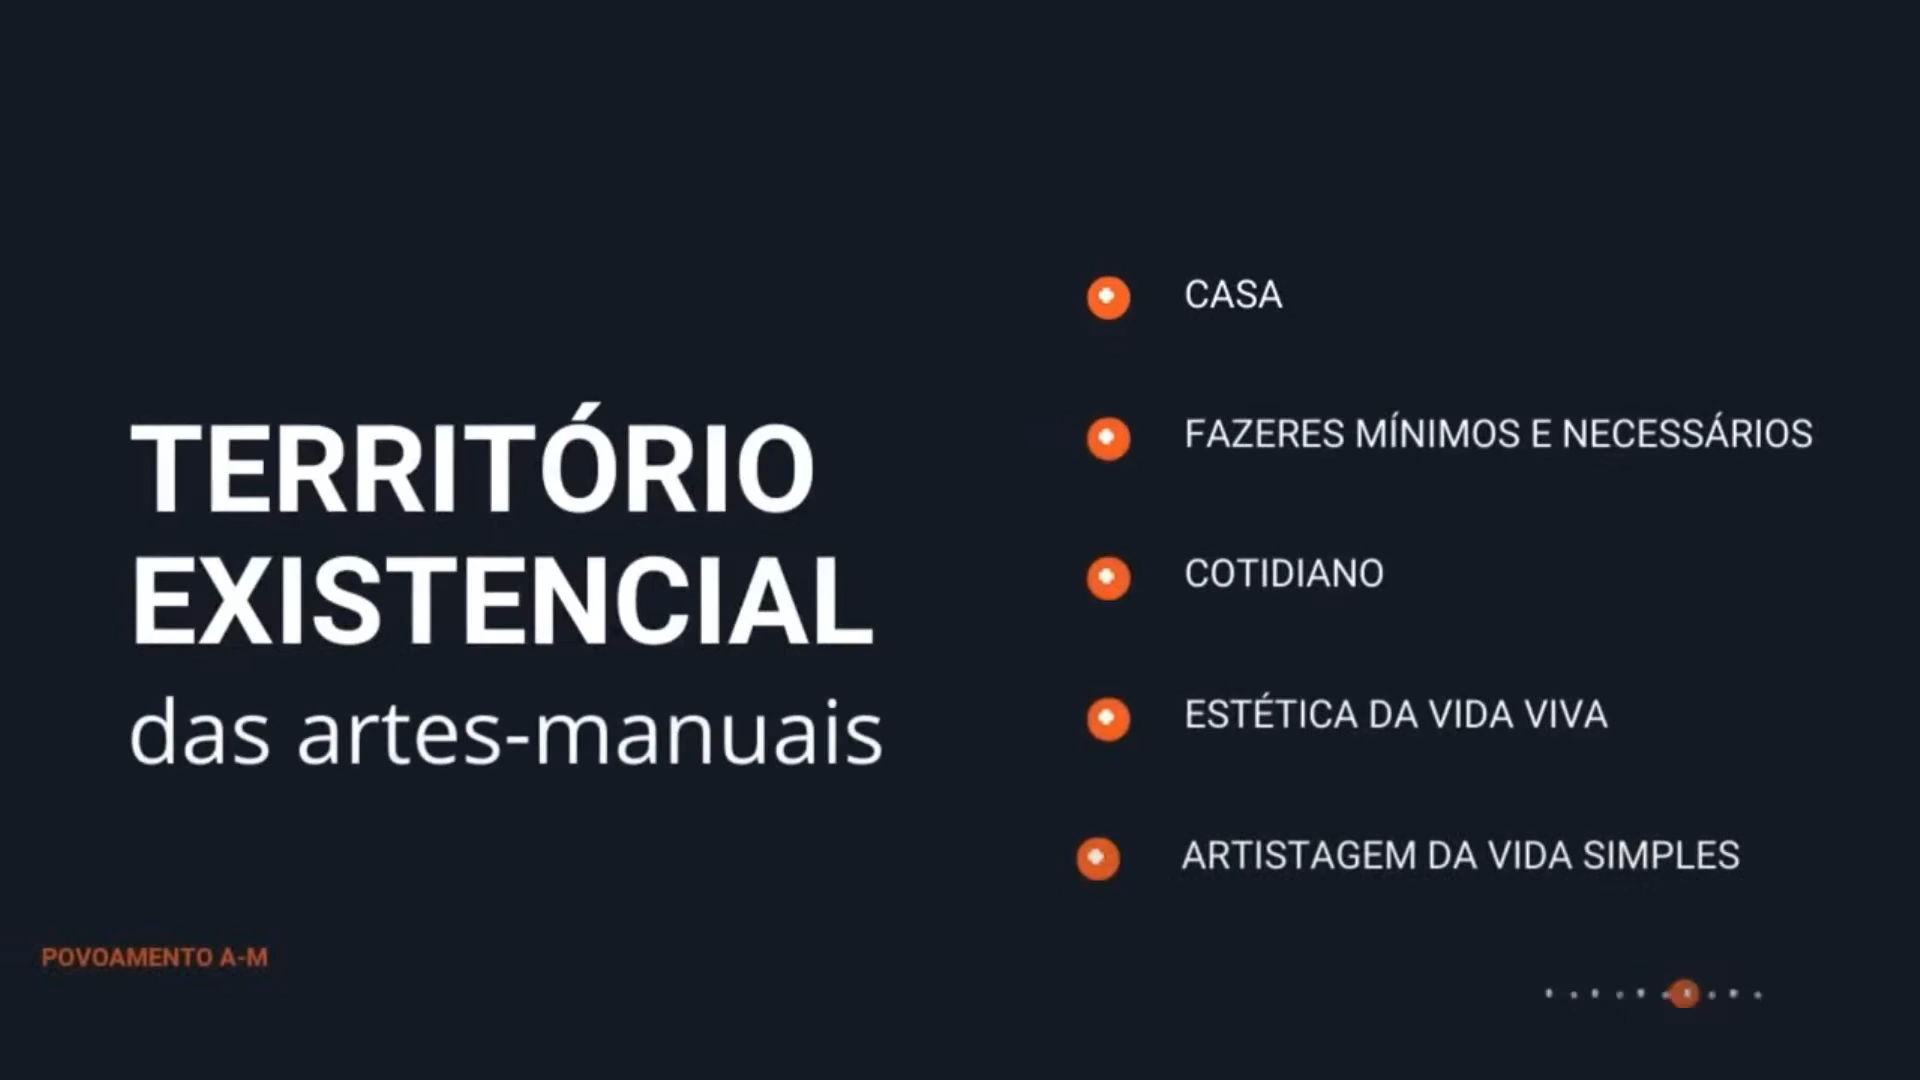 TERRITÓRIO
EXISTENCIAL
das artes-manuais
CASA
FAZERES MÍNIMOS E NECESSÁRIOS
COTIDIANO
ESTÉTICA DA VIDA VIVA
ARTISTAGEM DA VIDA SIMPLES
POVOAMENTO A-M